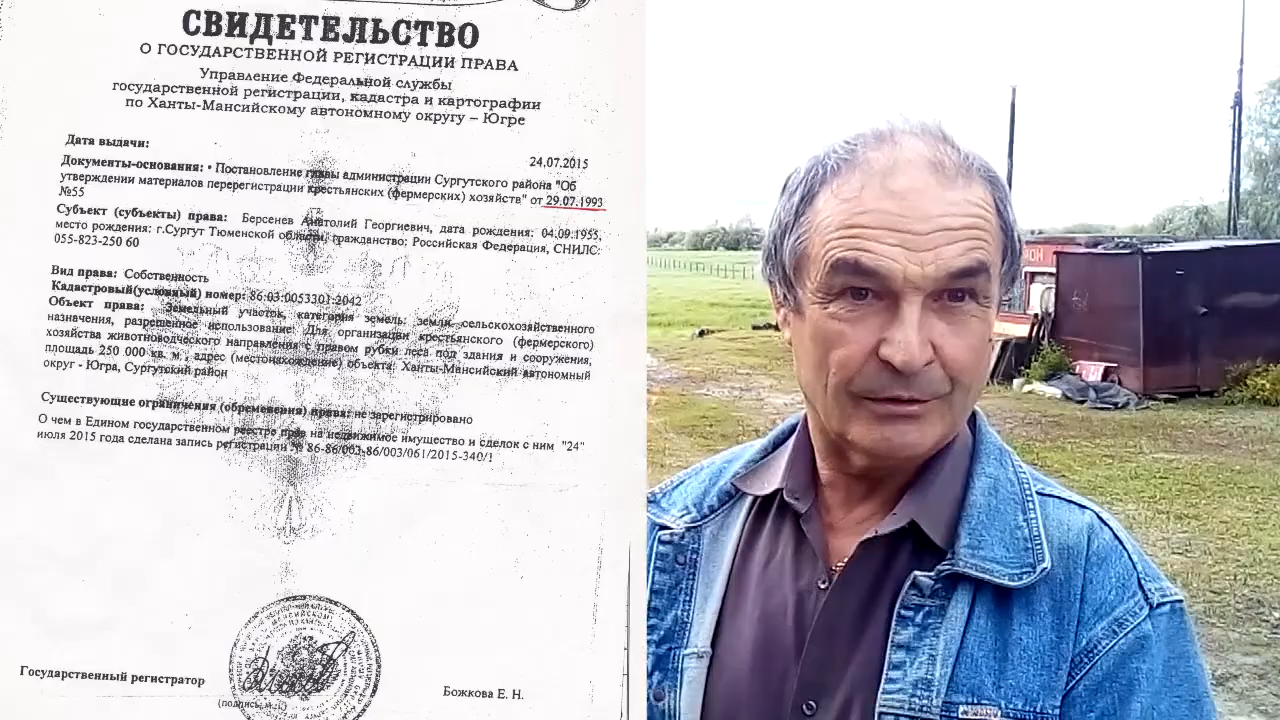 СВИДЕТЕЛЬСТВО
О ГОСУДАРСТВЕННОЙ РЕГИСТРАЦИИ ПРАВА
Управление Федеральной службы
государственной регистрации, кадастра и картографии
по Ханты-Мансийскому автономному округу – Югре
Дата выдачи:
24.07.2015
Документы-основания: • Постановление главы администрации Сургутского района "Об
утверждении материалов перерегистрации крестьянских (фермерских) хозяйств" от 29.07.1993
№55
Субъект (субъекты) права: Берсенев Анатолий Георгиевич, дата рождения: 04.09.1955,
место рождения: г.Сургут Тюменской области, гражданство: Российская Федерация, СНИЛС:
055-823-250 60
Вид права: Собственность
Кадастровый(условный) номер: 86:03:0053301:2042
Объект права: Земельный участок, категория земель: земли сельскохозяйственного
назначения, разрешенное использование: Для организации крестьянского (фермерского)
хозяйства животноводческого направления с правом рубки леса под здания и сооружения,
площадь 250 000 кв. м., адрес (местонахождение) объекта: Ханты-Мансийский автономный
округ - Югра, Сургутский район
Существующие ограничения (обременения) права: не зарегистрировано
О чем в Едином государственном реестре прав на недвижимое имущество и сделок с ним "24"
июля 2015 года сделана запись регистрации № 86-86/003-86/003/061/2015-340/1
Государственный регистратор
Божкова Е. Н.
(подпись, м.п.)